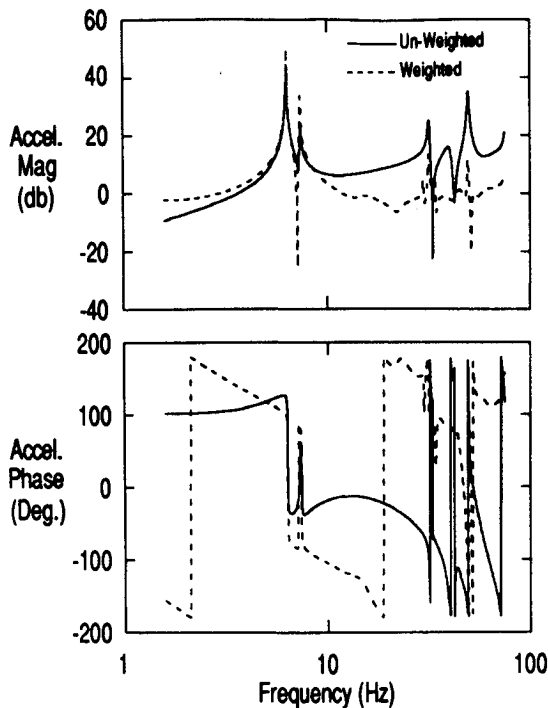 60
Un-Weighted
Weighted
40
Accel.
Mag
(db)
20
0
-20
-40
200
100
Accel.
Phase
(Deg.)
0
-100
-200
1
10
100
Frequency (Hz)